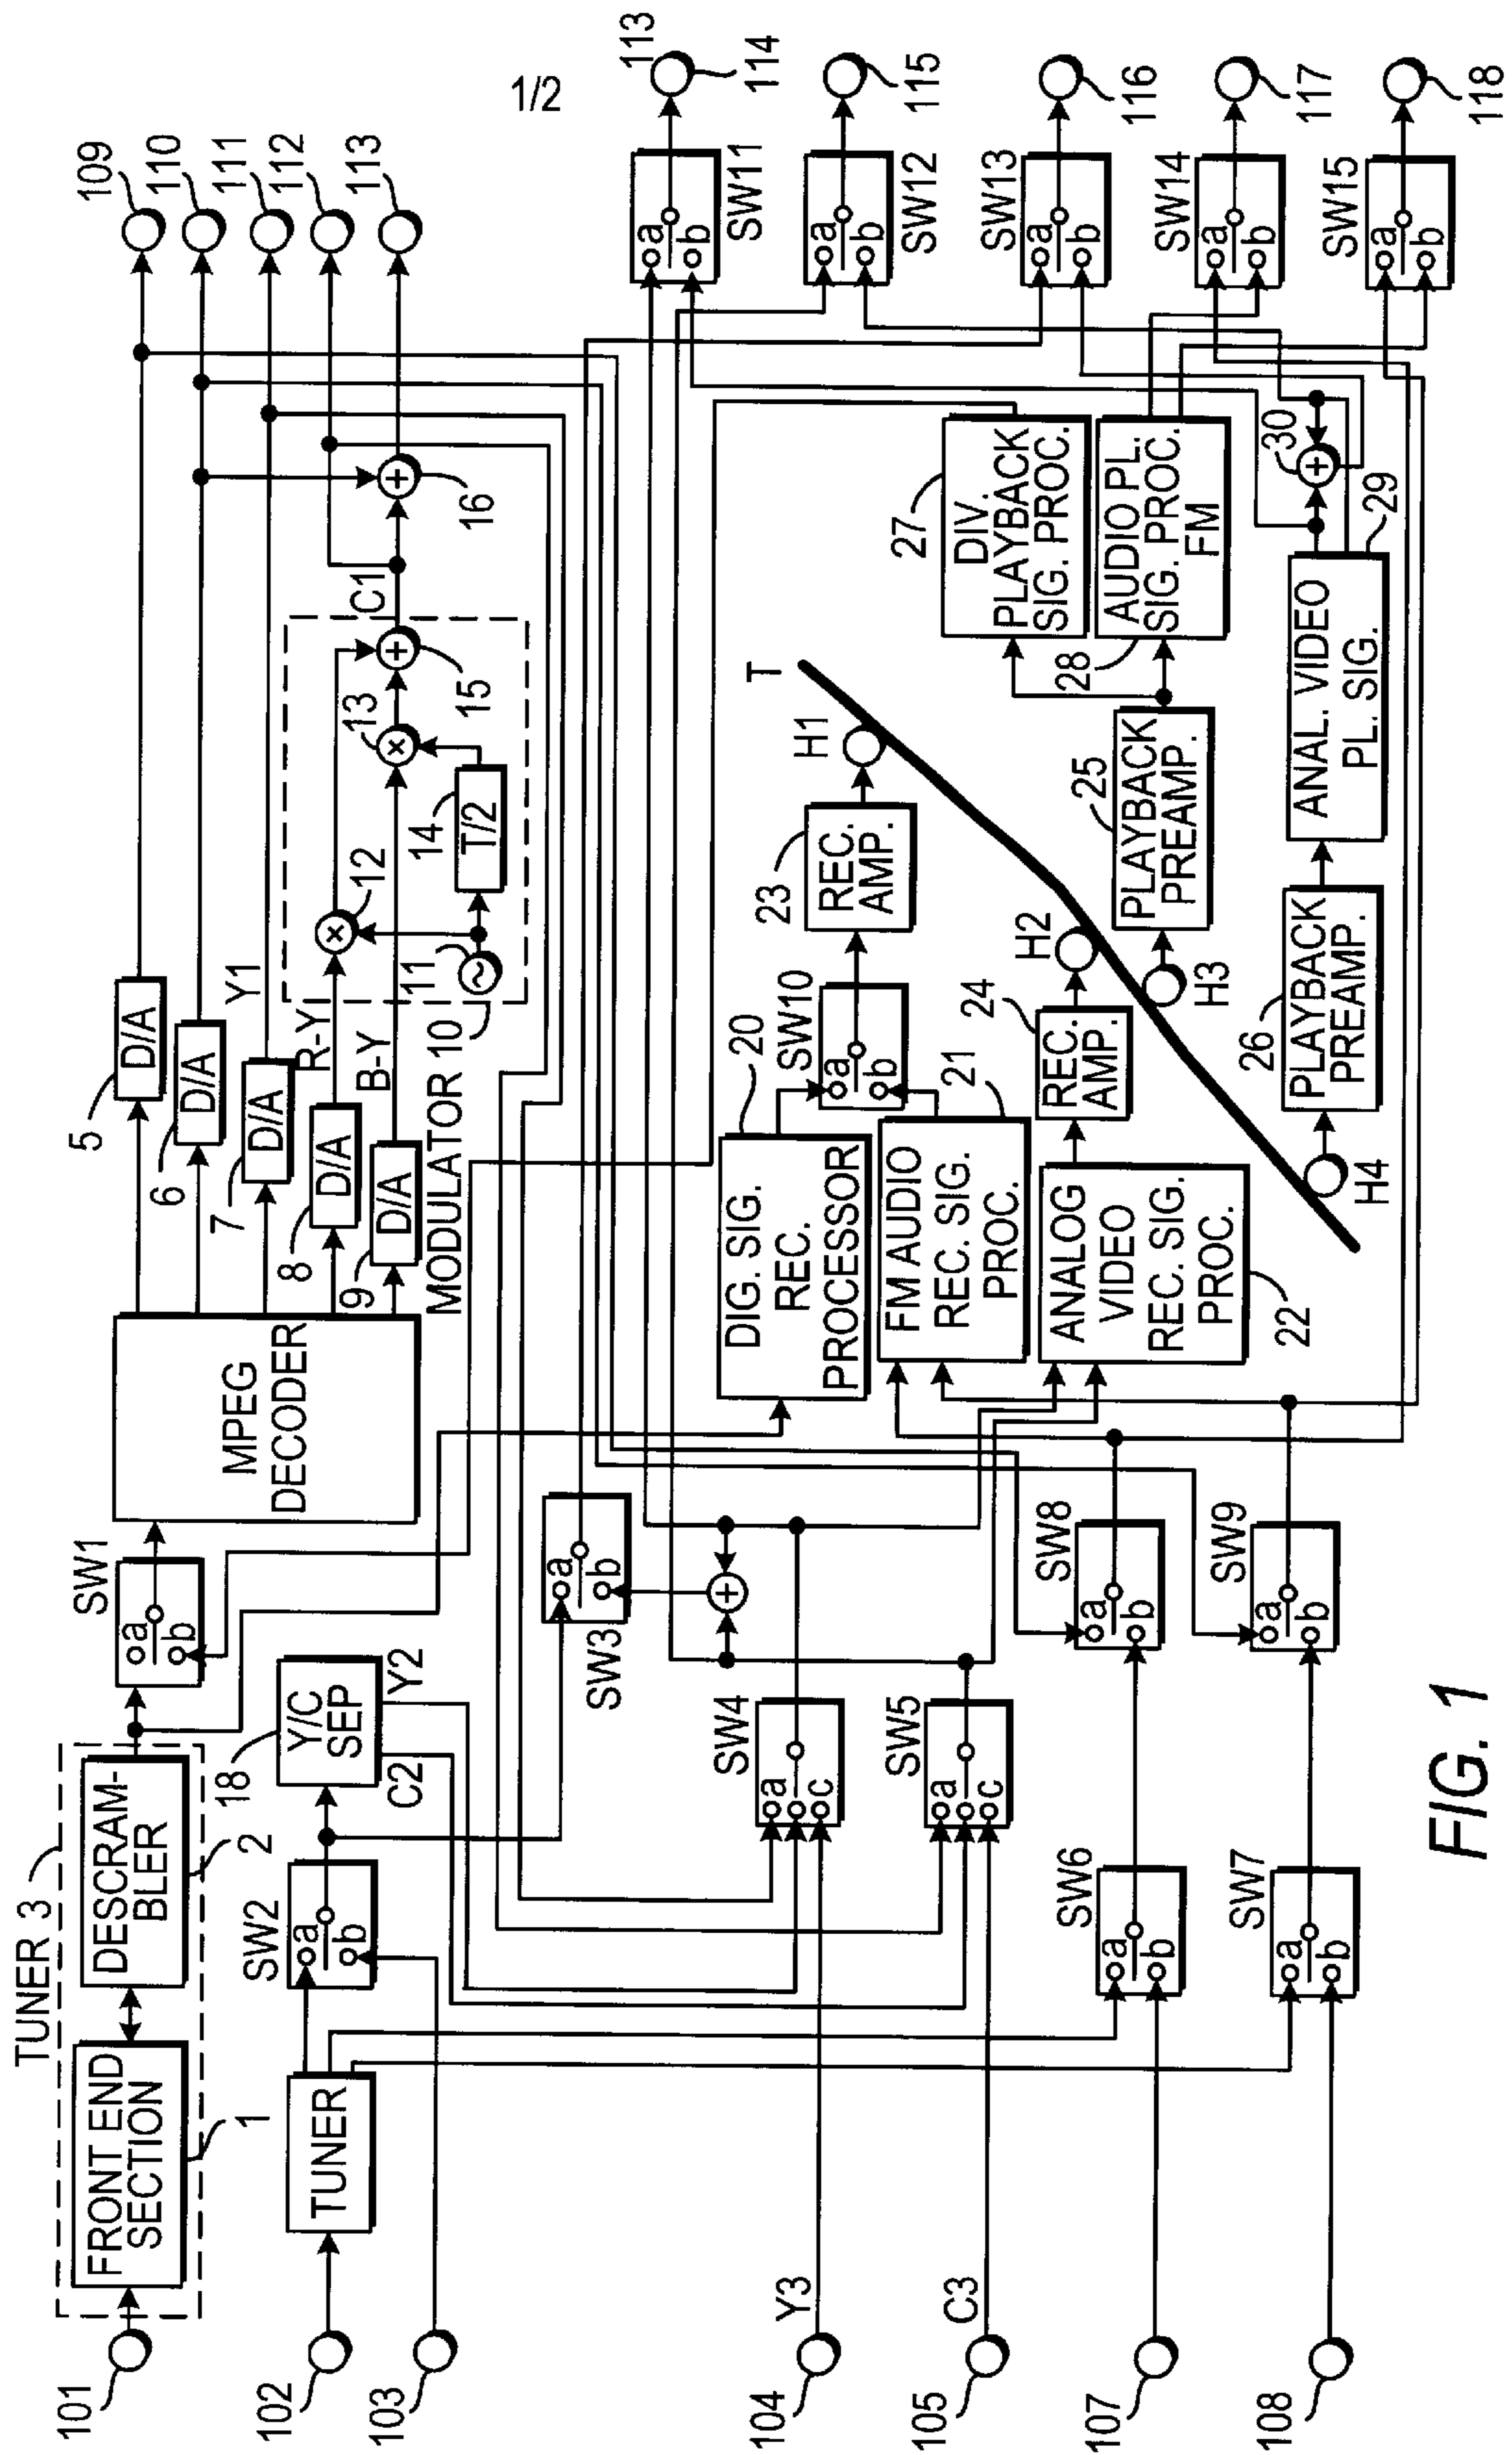 1/2
TUNER 3
FRONT END
SECTION
1
DESCRAM-
BLER
2
101
102
103
104
105
107
108
TUNER
SW1
a
b
SW2
a
b
MPEG
DECODER
18
Y/C
SEP
Y2
C2
5
D/A
6
D/A
7
D/A
Y1
8
D/A
R-Y
9
D/A
B-Y
MODULATOR 10
11
12
13
14
T/2
15
C1
16
109
110
111
112
113
SW3
a
b
SW4
a
c
SW5
a
c
Y3
C3
SW6
a
b
SW7
a
b
SW8
a
b
SW9
a
b
DIG. SIG.
REC.
PROCESSOR
20
FM AUDIO
REC. SIG.
PROC.
21
ANALOG
VIDEO
REC. SIG.
PROC.
22
SW10
a
b
23
REC.
AMP.
24
REC.
AMP.
H1
H2
H3
H4
T
25
PLAYBACK
PREAMP.
26
PLAYBACK
PREAMP.
27
DIV.
PLAYBACK
SIG. PROC.
28
AUDIO PL.
SIG. PROC.
FM
29
ANAL. VIDEO
PL. SIG.
30
SW11
a
b
113
114
SW12
a
b
115
SW13
a
b
116
SW14
a
b
117
SW15
a
b
118
FIG. 1